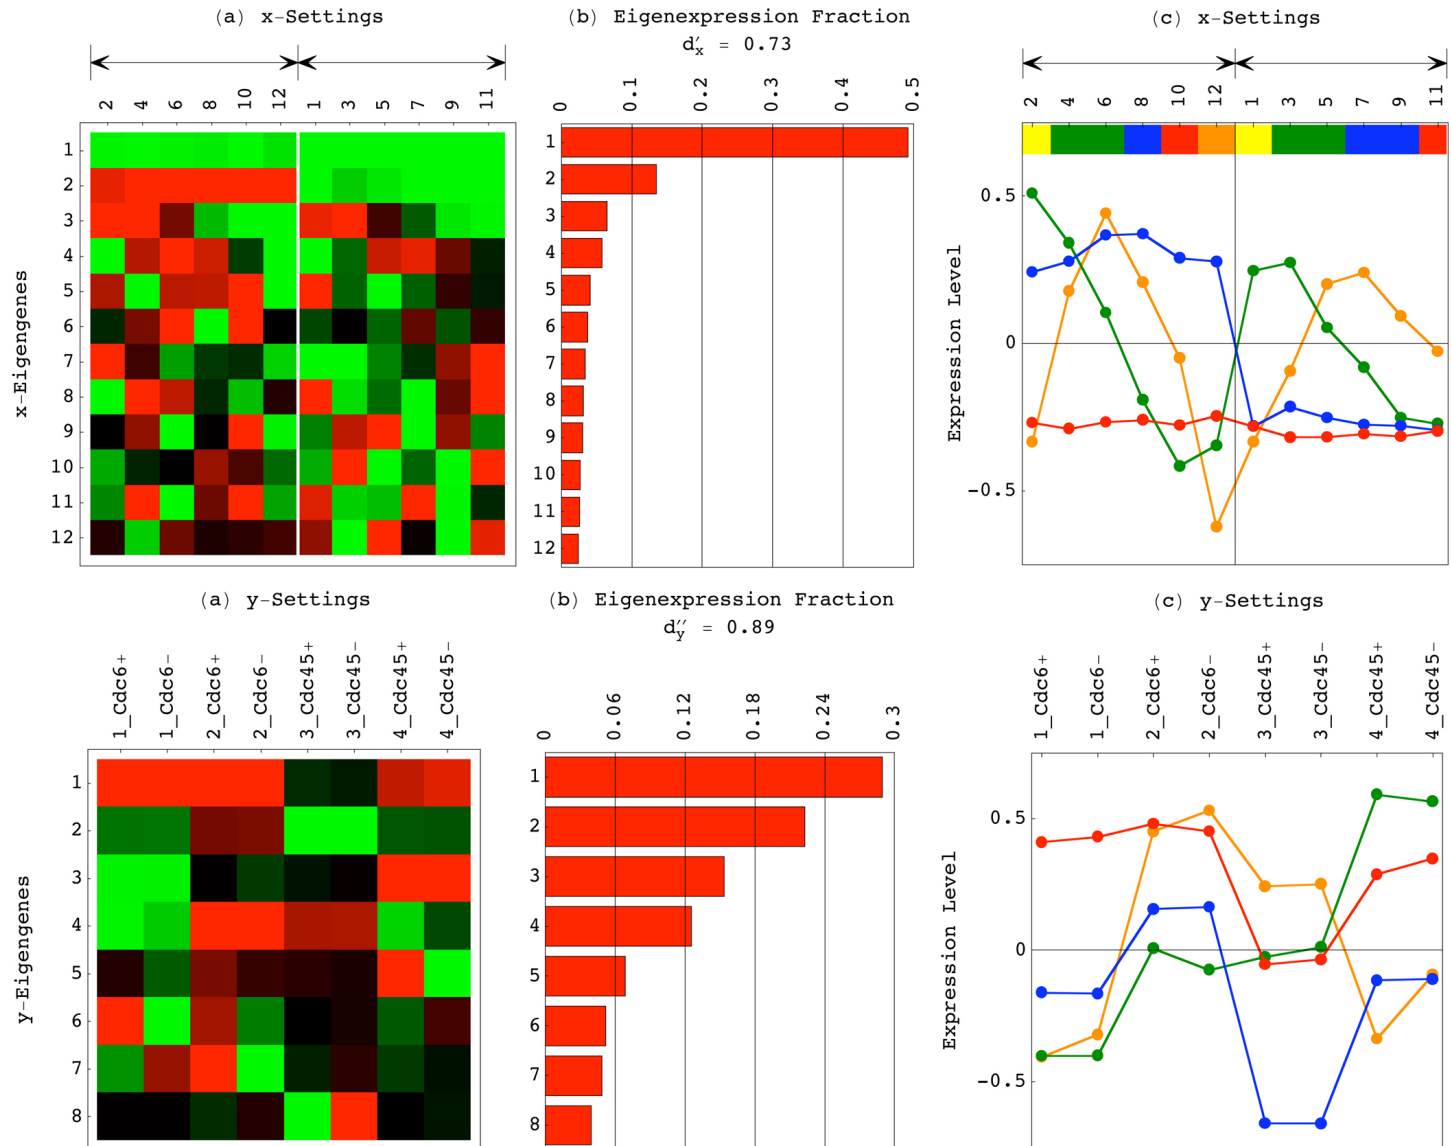 (a) x-Settings
(b) Eigenexpression Fraction
d′x = 0.73
(c) x-Settings
2 4 6 8 10 12 1 3 5 7 9 11
0 0.1 0.2 0.3 0.4 0.5
2 4 6 8 10 12 1 3 5 7 9 11
x-Eigengenes
1
2
3
4
5
6
7
8
9
10
11
12
1
2
3
4
5
6
7
8
9
10
11
12
Expression Level
0.5
0
-0.5
(a) y-Settings
(b) Eigenexpression Fraction
d″y = 0.89
(c) y-Settings
1_Cdc6+ 1_Cdc6- 2_Cdc6+ 2_Cdc6- 3_Cdc45+ 3_Cdc45- 4_Cdc45+ 4_Cdc45-
0 0.06 0.12 0.18 0.24 0.3
1_Cdc6+ 1_Cdc6- 2_Cdc6+ 2_Cdc6- 3_Cdc45+ 3_Cdc45- 4_Cdc45+ 4_Cdc45-
y-Eigengenes
1
2
3
4
5
6
7
8
1
2
3
4
5
6
7
8
Expression Level
0.5
0
-0.5